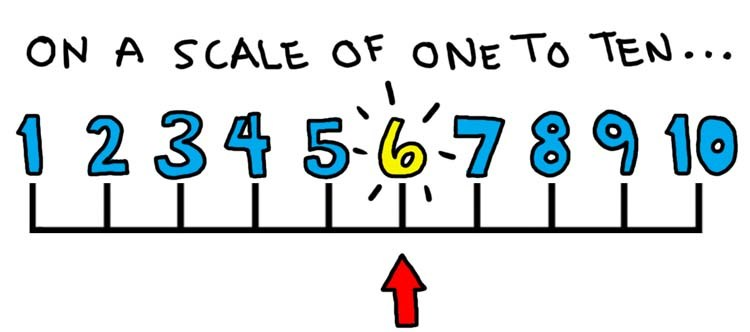 ON A SCALE OF ONE TO TEN...
1 2 3 4 5 6 7 8 9 10